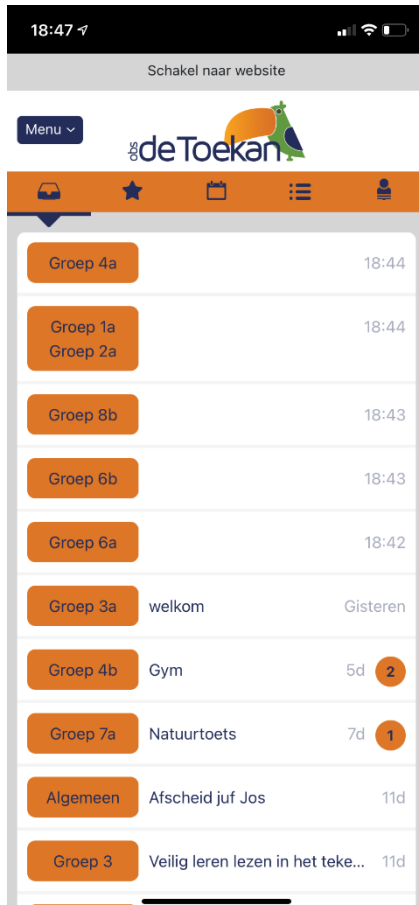 18:47
Schakel naar website
Menu
obs de Toekan
Groep 4a 18:44
Groep 1a 18:44
Groep 2a
Groep 8b 18:43
Groep 6b 18:43
Groep 6a 18:42
Groep 3a welkom Gisteren
Groep 4b Gym 5d 2
Groep 7a Natuurtoets 7d 1
Algemeen Afscheid juf Jos 11d
Groep 3 Veilig leren lezen in het teke... 11d